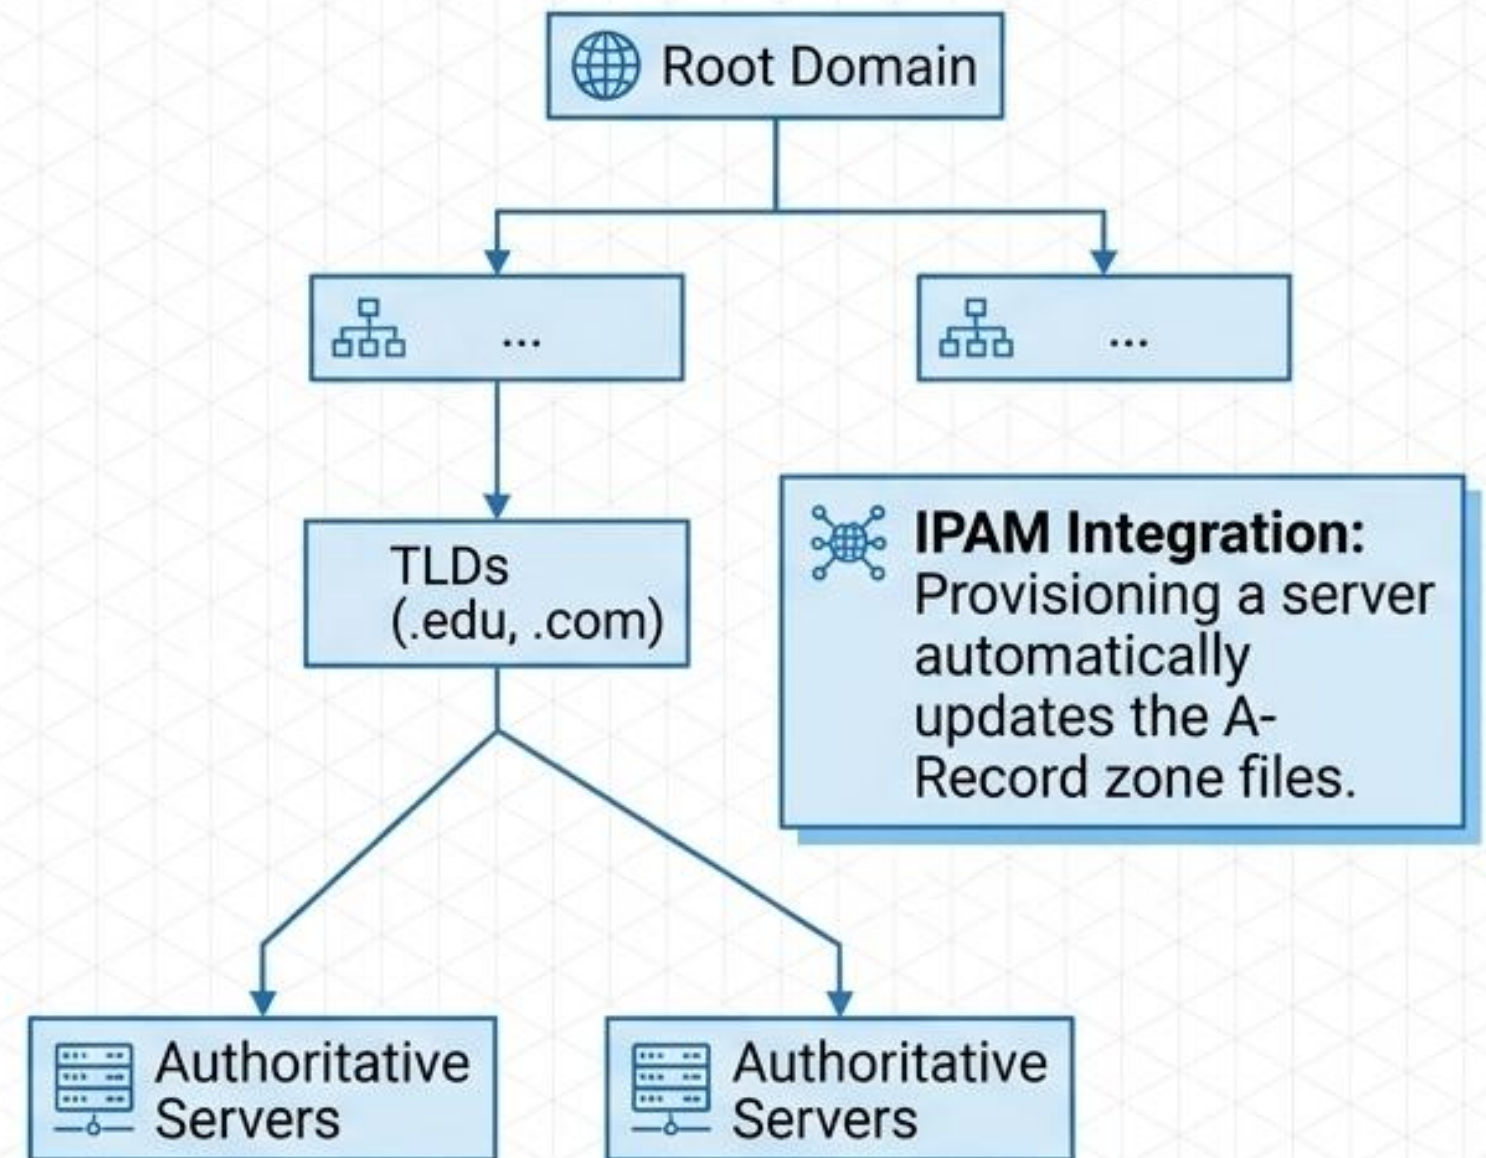 Root Domain
...
...
TLDs
(.edu, .com)
IPAM Integration:
Provisioning a server
automatically
updates the A-
Record zone files.
Authoritative
Servers
Authoritative
Servers